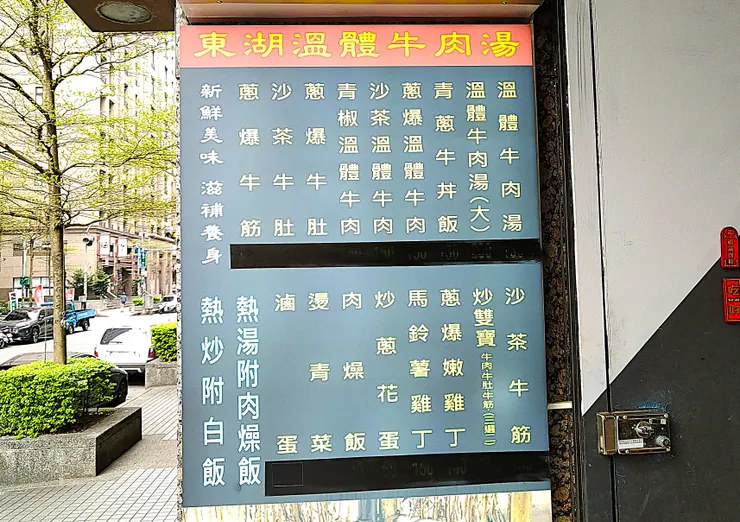 東湖溫體牛肉湯
溫體牛肉湯
溫體牛肉湯(大)
青蔥牛丼飯
蔥爆溫體牛肉
沙茶溫體牛肉
青椒溫體牛肉
蔥爆牛肚
沙茶牛肚
蔥爆牛筋
新鮮美味 滋補養身
沙茶牛筋
炒雙寶牛肉牛肚牛筋(三選二)
蔥爆嫩雞丁
馬鈴薯雞丁
炒蔥花蛋
肉燥飯
燙青菜
滷蛋
熱湯附肉燥飯
熱炒附白飯